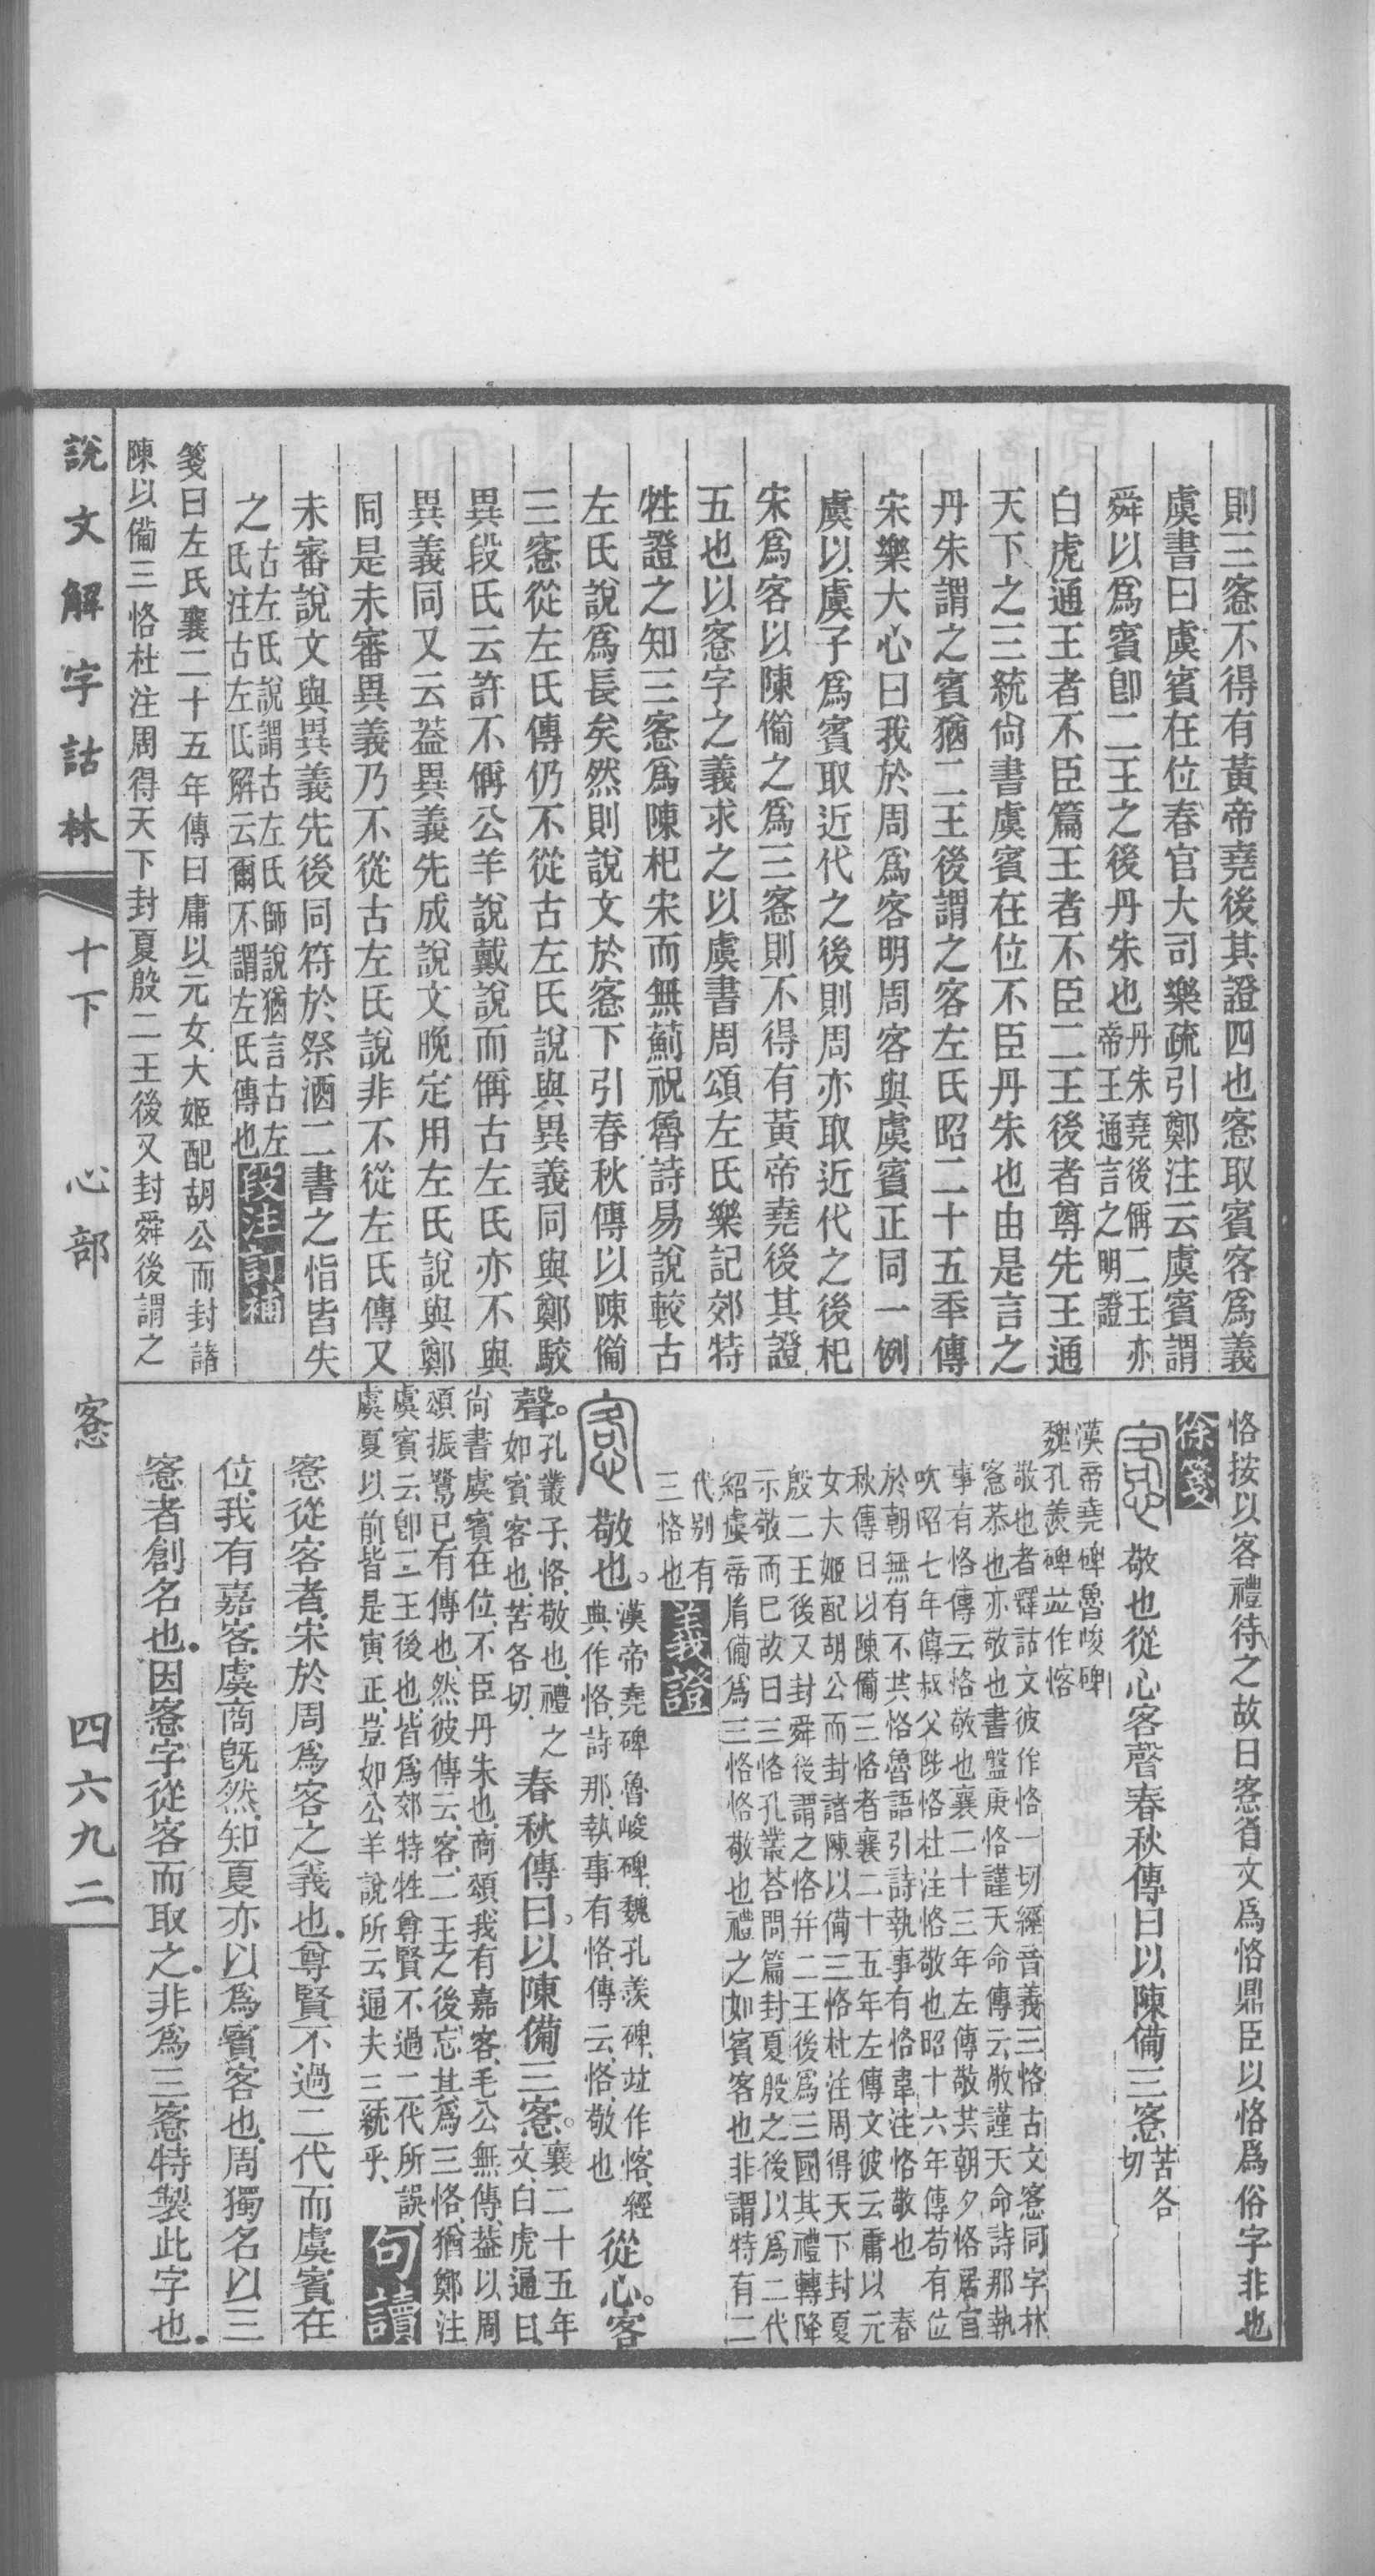 則三愙不得有黃帝堯後其證四也愙取賓客爲義
虞書曰虞賓在位春官大司樂疏引鄭注云虞賓謂
舜以爲賓卽二王之後丹朱也丹朱堯後偁二王亦
帝王通言之明證
白虎通王者不臣篇王者不臣二王後者尊先王通
天下之三統尙書虞賓在位不臣丹朱也由是言之
丹朱謂之賓猶二王後謂之客左氏昭二十五年傳
宋樂大心曰我於周爲客明周客與虞賓正同一例
虞以虞子爲賓取近代之後則周亦取近代之後杞
宋爲客以陳備之爲三愙則不得有黃帝堯後其證
五也以愙字之義求之以虞書周頌左氏樂記郊特
牲證之知三愙爲陳杞宋而無薊祝魯詩易說較古
左氏說爲長矣然則說文於愙下引春秋傳以陳備
三愙從左氏傳仍不從古左氏說與異義同與鄭駁
異段氏云許不偁公羊說戴說而偁古左氏亦不與
異義同又云葢異義先成說文晚定用左氏說與鄭
同是未審異義乃不從古左氏說非不從左氏傳又
未審說文與異義先後同符於祭酒二書之恉皆失
之古左氏說謂古左氏師說猶言古左
氏注古左氏解云爾不謂左氏傳也段注訂補
箋曰左氏襄二十五年傳曰庸以元女大姬配胡公而封諸
陳以備三恪杜注周得天下封夏殷二王後又封舜後謂之
恪按以客禮待之故曰愙省文爲恪鼎臣以恪爲俗字非也
徐箋
敬也從心客聲春秋傳曰以陳備三愙苦各
切
漢帝堯碑魯峻碑
魏孔羨碑竝作愘
敬也者釋詁文彼作恪一切經音義三恪古文愙同字林
愙恭也亦敬也書盤庚恪謹天命傳云敬謹天命詩那執
事有恪傳云恪敬也襄二十三年左傳敬共朝夕恪居官
次昭七年傳叔父陟恪杜注恪敬也昭十六年傳苟有位
於朝無有不共恪魯語引詩執事有恪韋注恪敬也 春
秋傳曰以陳備三恪者襄二十五年左傳文彼云庸以元
女大姬配胡公而封諸陳以備三恪杜注周得天下封夏
殷二王後又封舜後謂之恪幷二王後爲三國其禮轉降
示敬而已故曰三恪孔叢荅問篇封夏殷之後以爲二代
紹虞帝胄備爲三恪恪敬也禮之如賓客也非謂特有二
代別有
三恪也義證
敬也。漢帝堯碑、魯峻碑、魏孔羨碑、竝作愘、經
典作恪、詩那、執事有恪、傳云、恪、敬也從心。客
聲。孔叢子、恪、敬也、禮之
如賓客也、苦各切、春秋傳曰。以陳備三愙。襄二十五年
文、白虎通曰、
尙書虞賓在位、不臣丹朱也、商頌、我有嘉客、毛公無傳、葢以周
頌振鷺已有傳也、然彼傳云、客、二王之後、忘其爲三恪、猶鄭注
虞賓云卽二王後也、皆爲郊特牲尊賢不過二代所誤
虞夏以前皆是寅正、豈如公羊說所云通夫三統乎、句讀
愙從客者、宋於周爲客之義也。尊賢不過二代而虞賓在
位、我有嘉客、虞商旣然、知夏亦以爲賓客也、周獨名以三
愙者創名也。因愙字從客而取之。非爲三愙特製此字也。
說文解字詁林
十下
心部
愙
四六九二